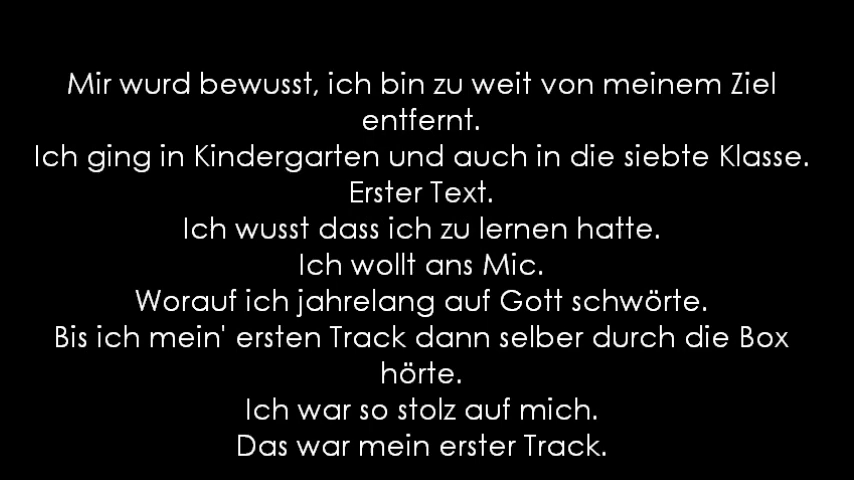 Mir wurd bewusst, ich bin zu weit von meinem Ziel
entfernt.
Ich ging in Kindergarten und auch in die siebte Klasse.
Erster Text.
Ich wusst dass ich zu lernen hatte.
Ich wollt ans Mic.
Worauf ich jahrelang auf Gott schwörte.
Bis ich mein' ersten Track dann selber durch die Box
hörte.
Ich war so stolz auf mich.
Das war mein erster Track.